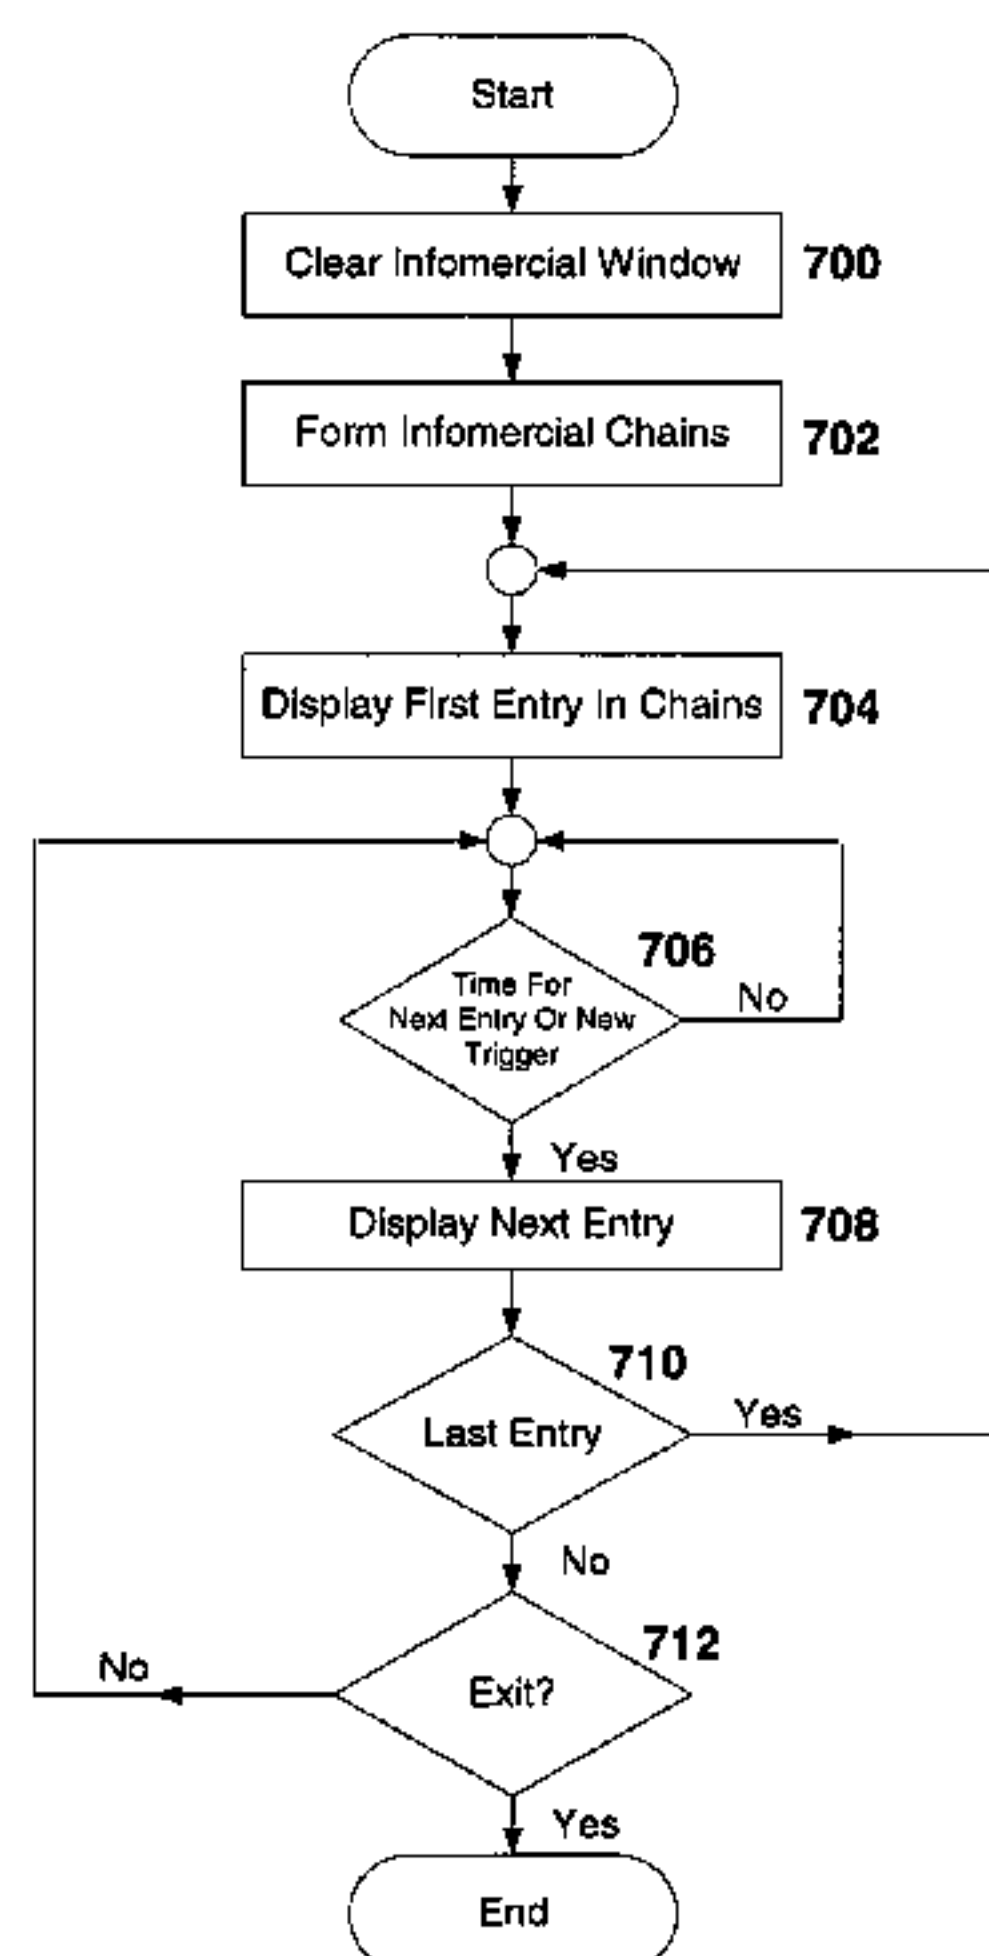 Start
Clear Infomercial Window
700
Form Infomercial Chains
702
Display First Entry In Chains
704
706
Time For
Next Entry Or New
Trigger
No
Yes
Display Next Entry
708
710
Last Entry
Yes
No
712
Exit?
No
Yes
End